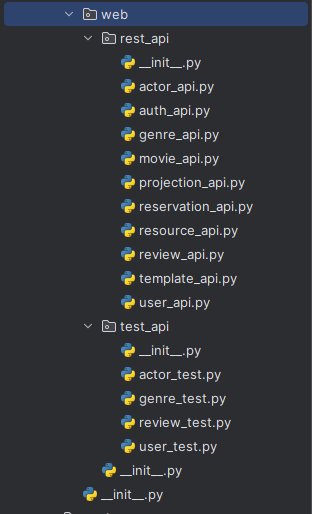 web
rest_api
__init__.py
actor_api.py
auth_api.py
genre_api.py
movie_api.py
projection_api.py
reservation_api.py
resource_api.py
review_api.py
template_api.py
user_api.py
test_api
__init__.py
actor_test.py
genre_test.py
review_test.py
user_test.py
__init__.py
__init__.py